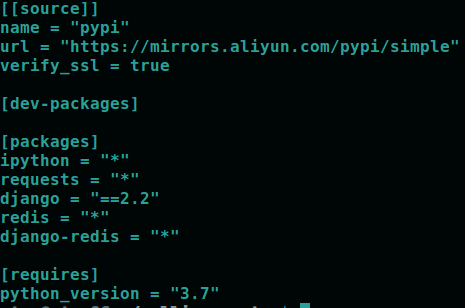 [[source]]
name = "pypi"
url = "https://mirrors.aliyun.com/pypi/simple"
verify_ssl = true
[dev-packages]
[packages]
ipython = "*"
requests = "*"
django = "==2.2"
redis = "*"
django-redis = "*"
[requires]
python_version = "3.7"